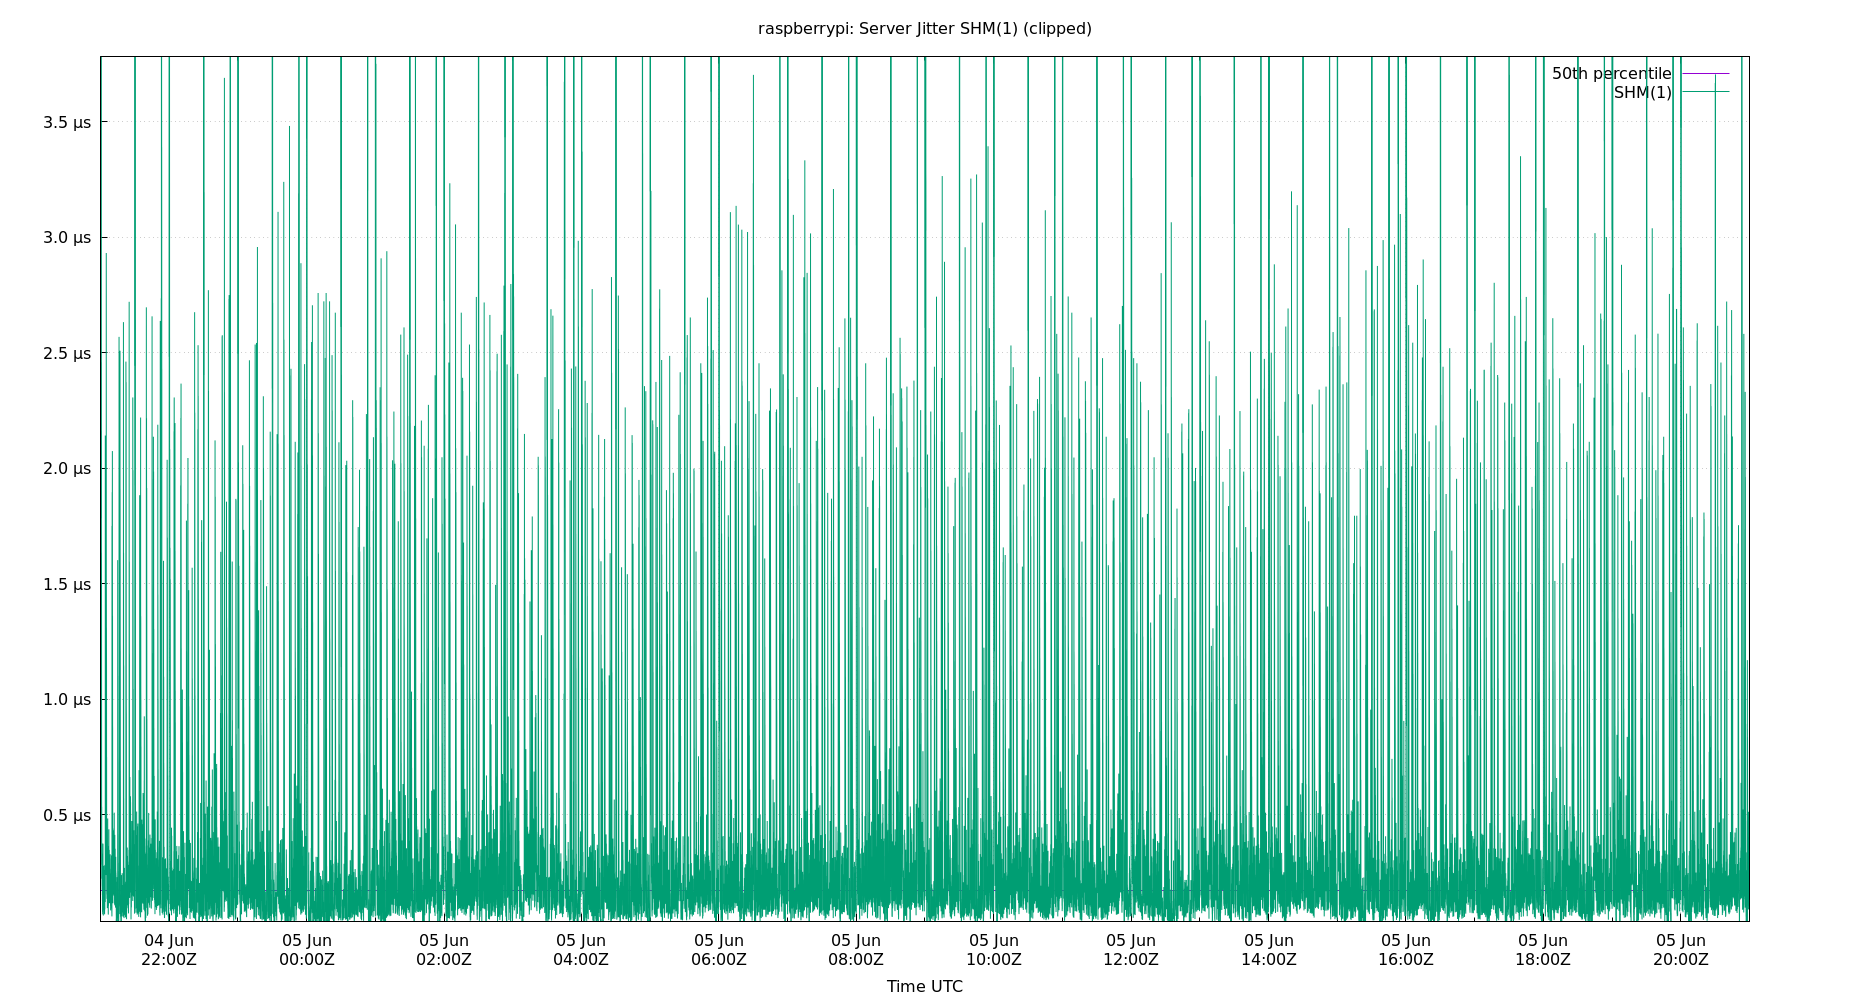 raspberrypi: Server Jitter SHM(1) (clipped)
50th percentile
SHM(1)
3.5 µs
3.0 µs
2.5 µs
2.0 µs
1.5 µs
1.0 µs
0.5 µs
04 Jun 05 Jun 05 Jun 05 Jun 05 Jun 05 Jun 05 Jun 05 Jun 05 Jun 05 Jun 05 Jun 05 Jun
22:00Z 00:00Z 02:00Z 04:00Z 06:00Z 08:00Z 10:00Z 12:00Z 14:00Z 16:00Z 18:00Z 20:00Z
Time UTC